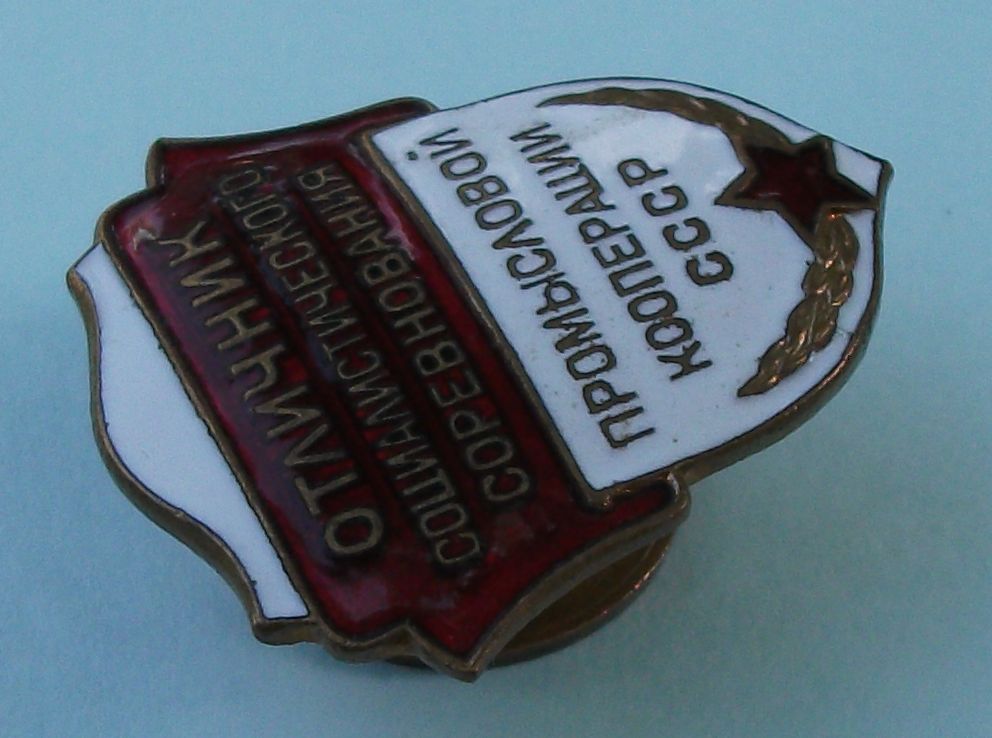 ОТЛИЧНИК
СОЦИАЛИСТИЧЕСКОГО
СОРЕВНОВАНИЯ
ПРОМЫСЛОВОЙ
КООПЕРАЦИИ
СССР